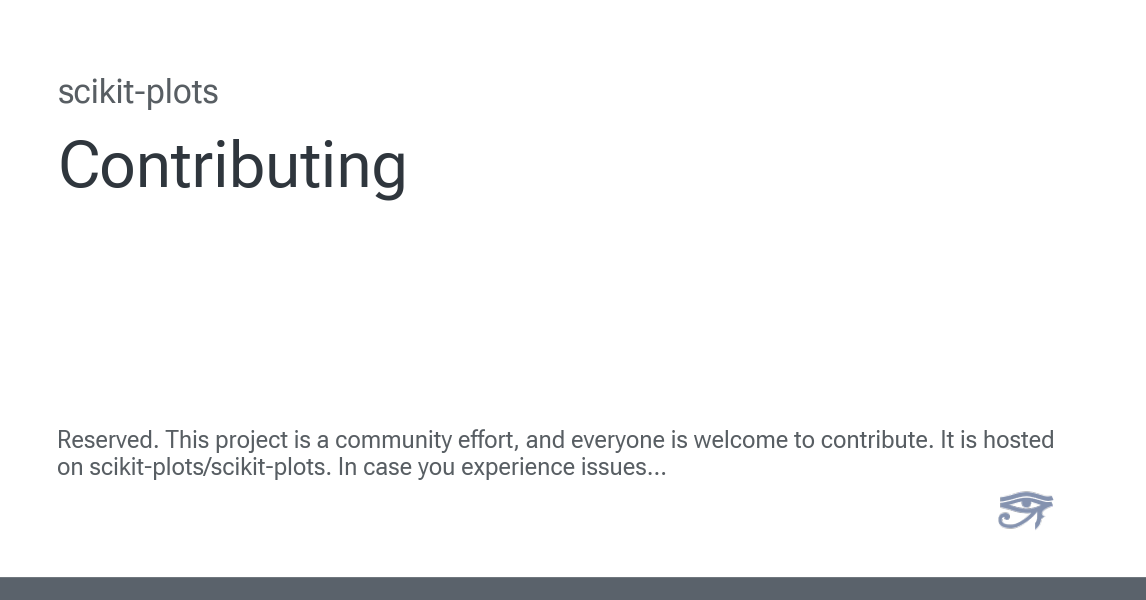 scikit-plots
Contributing
Reserved. This project is a community effort, and everyone is welcome to contribute. It is hosted
on scikit-plots/scikit-plots. In case you experience issues...